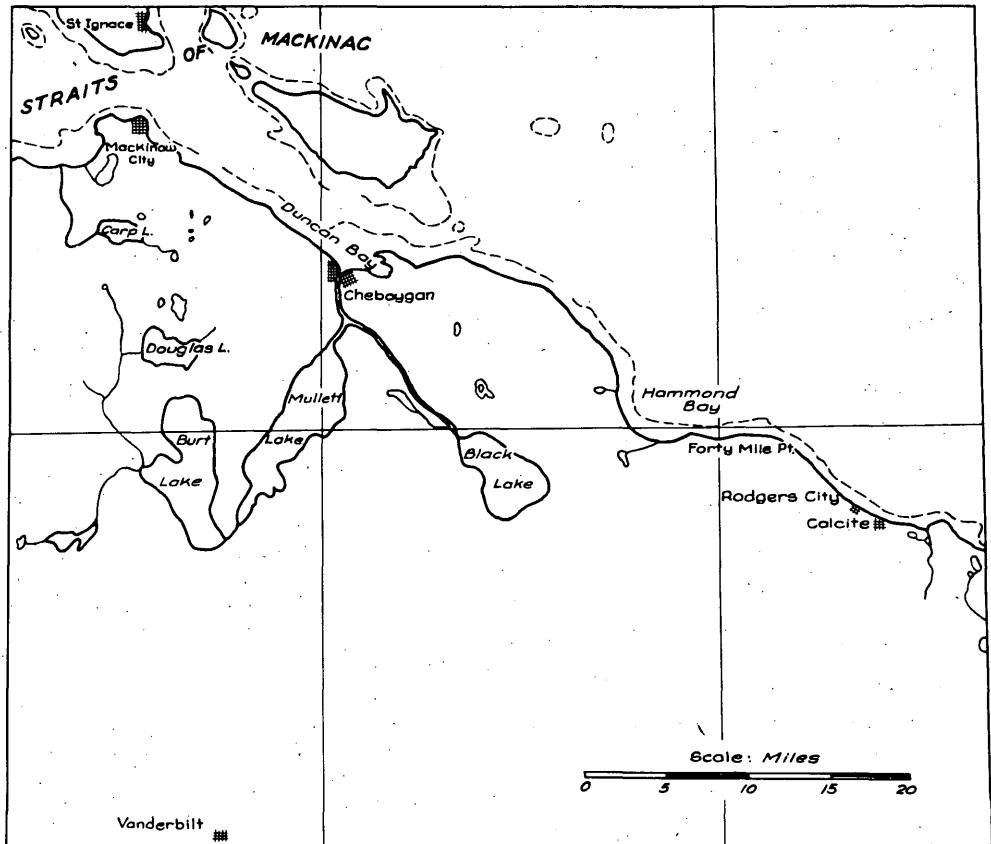 St Ignace
STRAITS OF MACKINAC
Mackinaw
City
Carp L.
Duncan Bay
Cheboygan
Douglas L.
Mullett
Lake
Burt
Lake
Black
Lake
Hammond
Bay
Forty Mile Pt.
Rodgers City
Calcite
Scale: Miles
0 5 10 15 20
Vanderbilt